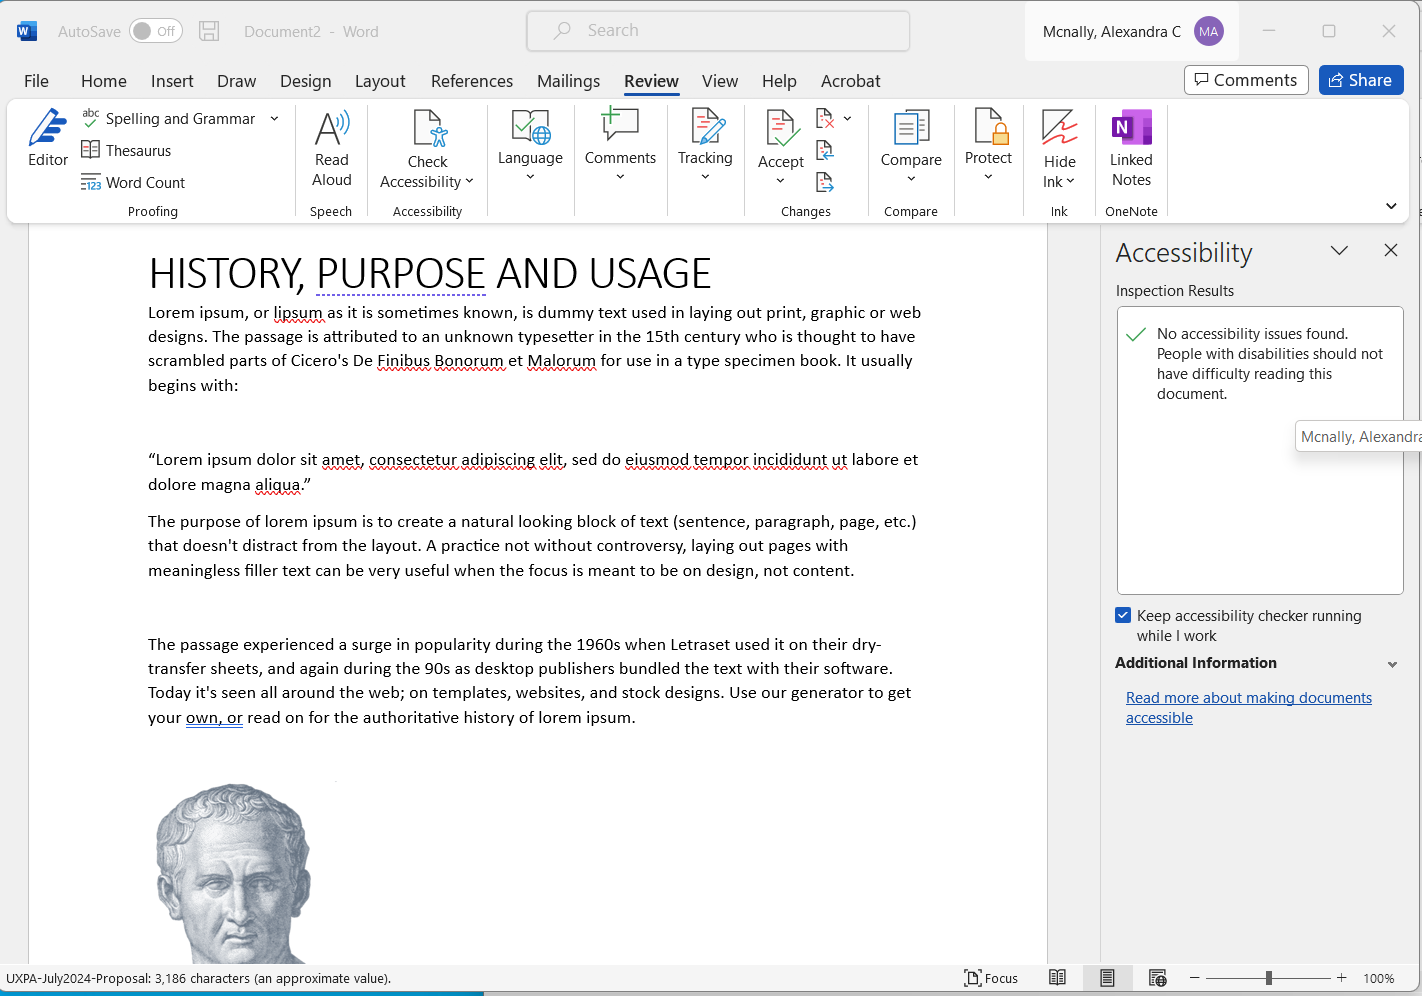 AutoSave Off Document2 - Word
Search
Mcnally, Alexandra C MA
File Home Insert Draw Design Layout References Mailings Review View Help Acrobat
Comments Share
Editor
abc Spelling and Grammar
Thesaurus
123 Word Count
Proofing
Read Aloud
Speech
Check Accessibility
Accessibility
Language
Comments
Tracking
Accept
Changes
Compare
Compare
Protect
Hide Ink
Ink
N
Linked Notes
OneNote
HISTORY, PURPOSE AND USAGE
Lorem ipsum, or lipsum as it is sometimes known, is dummy text used in laying out print, graphic or web
designs. The passage is attributed to an unknown typesetter in the 15th century who is thought to have
scrambled parts of Cicero's De Finibus Bonorum et Malorum for use in a type specimen book. It usually
begins with:
“Lorem ipsum dolor sit amet, consectetur adipiscing elit, sed do eiusmod tempor incididunt ut labore et
dolore magna aliqua.”
The purpose of lorem ipsum is to create a natural looking block of text (sentence, paragraph, page, etc.)
that doesn't distract from the layout. A practice not without controversy, laying out pages with
meaningless filler text can be very useful when the focus is meant to be on design, not content.
The passage experienced a surge in popularity during the 1960s when Letraset used it on their dry-
transfer sheets, and again during the 90s as desktop publishers bundled the text with their software.
Today it's seen all around the web; on templates, websites, and stock designs. Use our generator to get
your own, or read on for the authoritative history of lorem ipsum.
Accessibility
Inspection Results
No accessibility issues found.
People with disabilities should not
have difficulty reading this
document.
Mcnally, Alexandra
Keep accessibility checker running
while I work
Additional Information
Read more about making documents
accessible
UXPA-July2024-Proposal: 3,186 characters (an approximate value).
Focus
100%